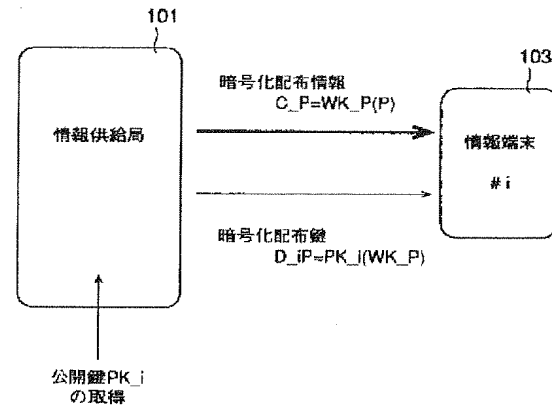 101
103
暗号化配布情報
C_P=WK_P(P)
情報供給局
情報端末
#i
暗号化配布鍵
D_iP=PK_i(WK_P)
公開鍵PK_i
の取得